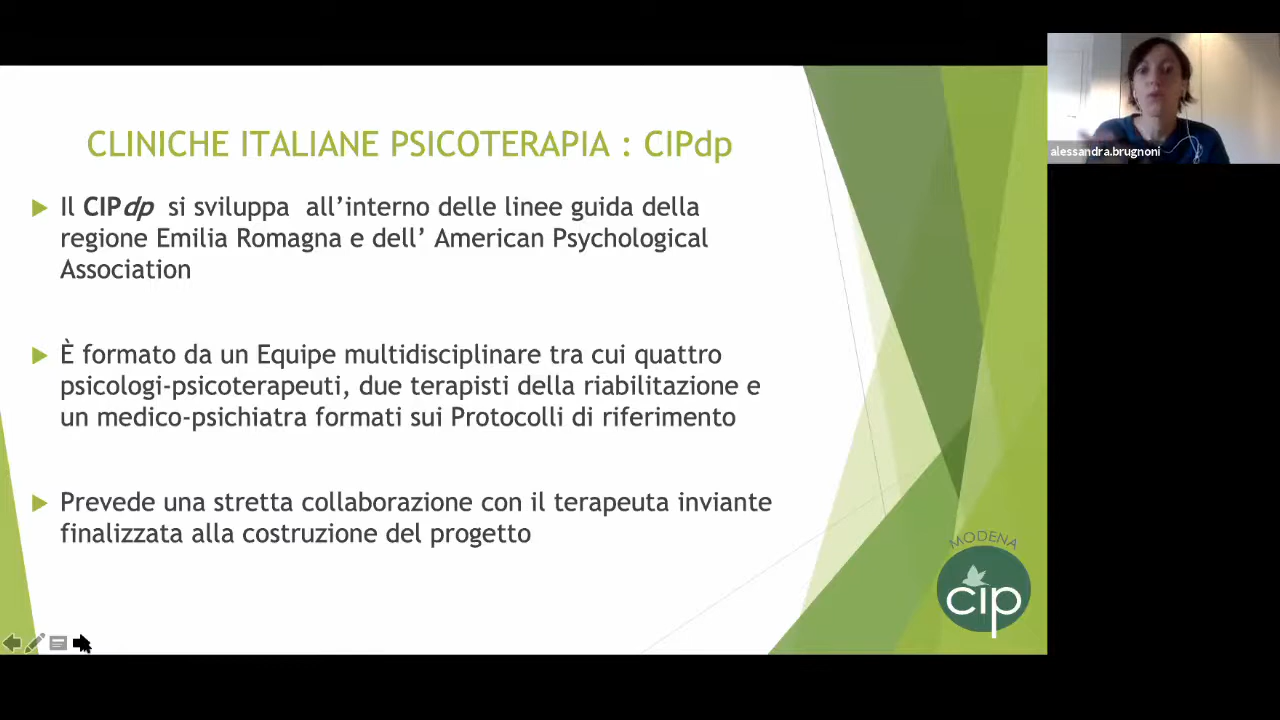 CLINICHE ITALIANE PSICOTERAPIA : CIPdp
Il CIPdp si sviluppa all’interno delle linee guida della
regione Emilia Romagna e dell’ American Psychological
Association
È formato da un Equipe multidisciplinare tra cui quattro
psicologi-psicoterapeuti, due terapisti della riabilitazione e
un medico-psichiatra formati sui Protocolli di riferimento
Prevede una stretta collaborazione con il terapeuta inviante
finalizzata alla costruzione del progetto
MODENA
cip
alessandra.brugnoni